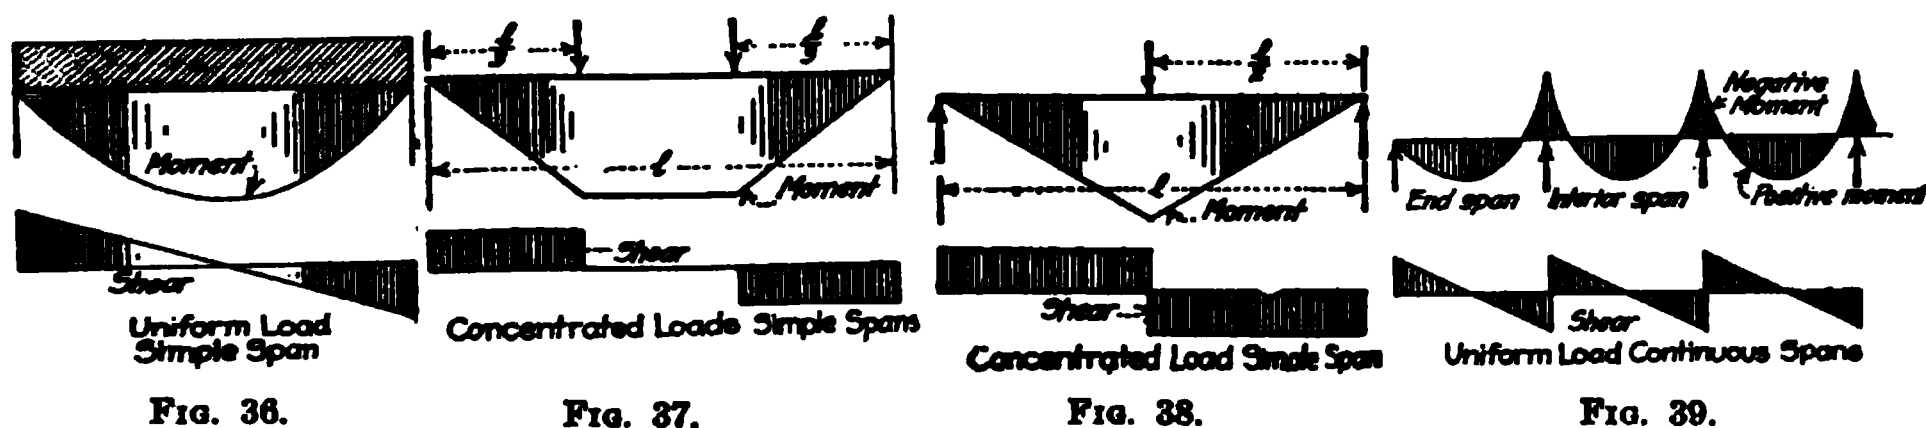 Moment
Shear
Uniform Load
Simple Span
FIG. 36.
l/3
l/3
l
Moment
Shear
Concentrated Loads Simple Spans
FIG. 37.
l/2
l
Moment
Shear
Concentrated Load Simple Span
FIG. 38.
Negative
Moment
End span
Interior span
Positive moment
Shear
Uniform Load Continuous Spans
FIG. 39.